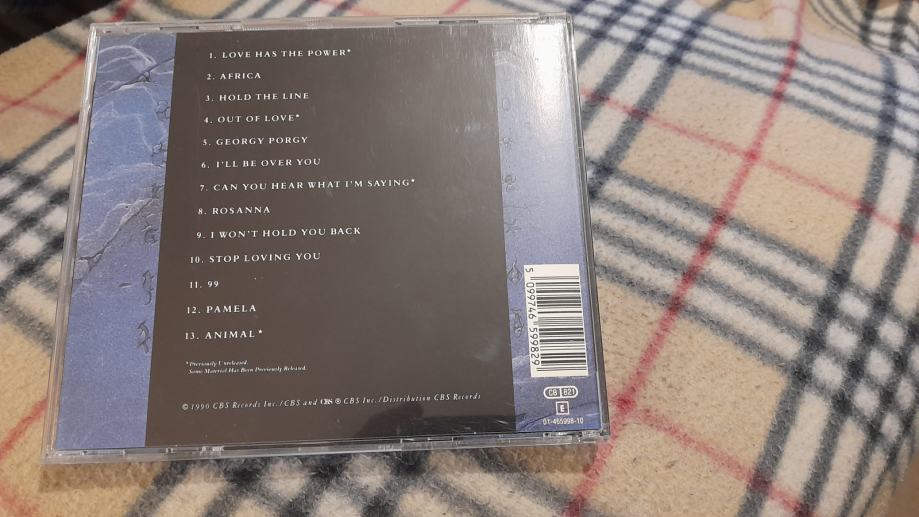 1. LOVE HAS THE POWER*
2. AFRICA
3. HOLD THE LINE
4. OUT OF LOVE*
5. GEORGY PORGY
6. I'LL BE OVER YOU
7. CAN YOU HEAR WHAT I'M SAYING*
8. ROSANNA
9. I WON'T HOLD YOU BACK
10. STOP LOVING YOU
11. 99
12. PAMELA
13. ANIMAL*
*Previously Unreleased.
Some Material Has Been Previously Released.
© 1990 CBS Records Inc./CBS and CBS ® CBS Inc./Distribution CBS Records
5 099746 599829
CB 821
E
01-465998-10